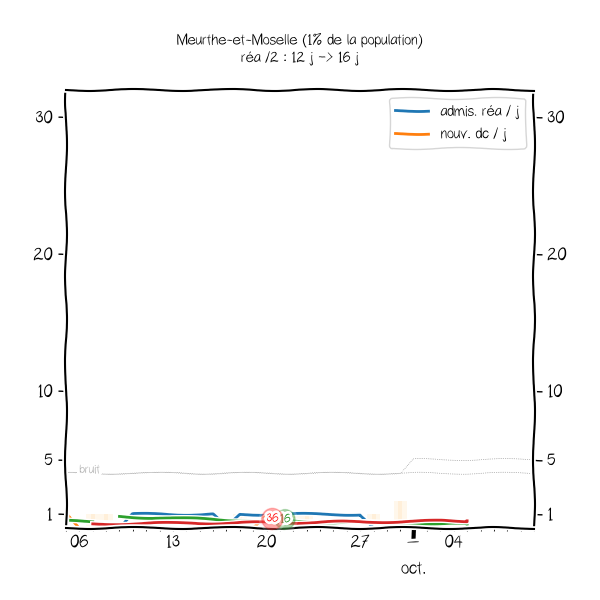 Meurthe-et-Moselle (1% de la population)
réa /2 : 12 j -> 16 j
admis. réa / j
nouv. dc / j
30
30
20
20
10
10
5
5
bruit
1
36
1
06
13
20
27
04
oct.